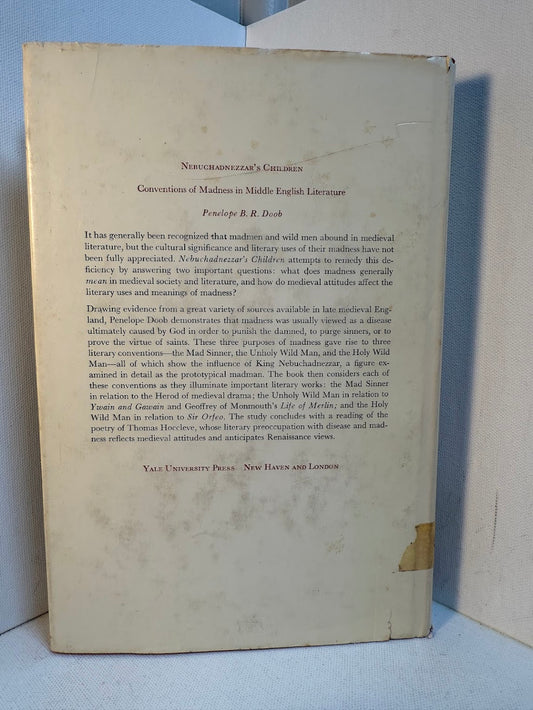 NEBUCHADNEZZAR'S CHILDREN
Conventions of Madness in Middle English Literature
Penelope B. R. Doob
It has generally been recognized that madmen and wild men abound in medieval
literature, but the cultural significance and literary uses of their madness have not
been fully appreciated. Nebuchadnezzar's Children attempts to remedy this de-
ficiency by answering two important questions: what does madness generally
mean in medieval society and literature, and how do medieval attitudes affect the
literary uses and meanings of madness?
Drawing evidence from a great variety of sources available in late medieval Eng-
land, Penelope Doob demonstrates that madness was usually viewed as a disease
ultimately caused by God in order to punish the damned, to purge sinners, or to
prove the virtue of saints. These three purposes of madness gave rise to three
literary conventions—the Mad Sinner, the Unholy Wild Man, and the Holy Wild
Man—all of which show the influence of King Nebuchadnezzar, a figure ex-
amined in detail as the prototypical madman. The book then considers each of
these conventions as they illuminate important literary works: the Mad Sinner
in relation to the Herod of medieval drama; the Unholy Wild Man in relation to
Ywain and Gawain and Geoffrey of Monmouth's Life of Merlin; and the Holy
Wild Man in relation to Sir Orfeo. The study concludes with a reading of the
poetry of Thomas Hoccleve, whose literary preoccupation with disease and mad-
ness reflects medieval attitudes and anticipates Renaissance views.
YALE UNIVERSITY PRESS NEW HAVEN AND LONDON